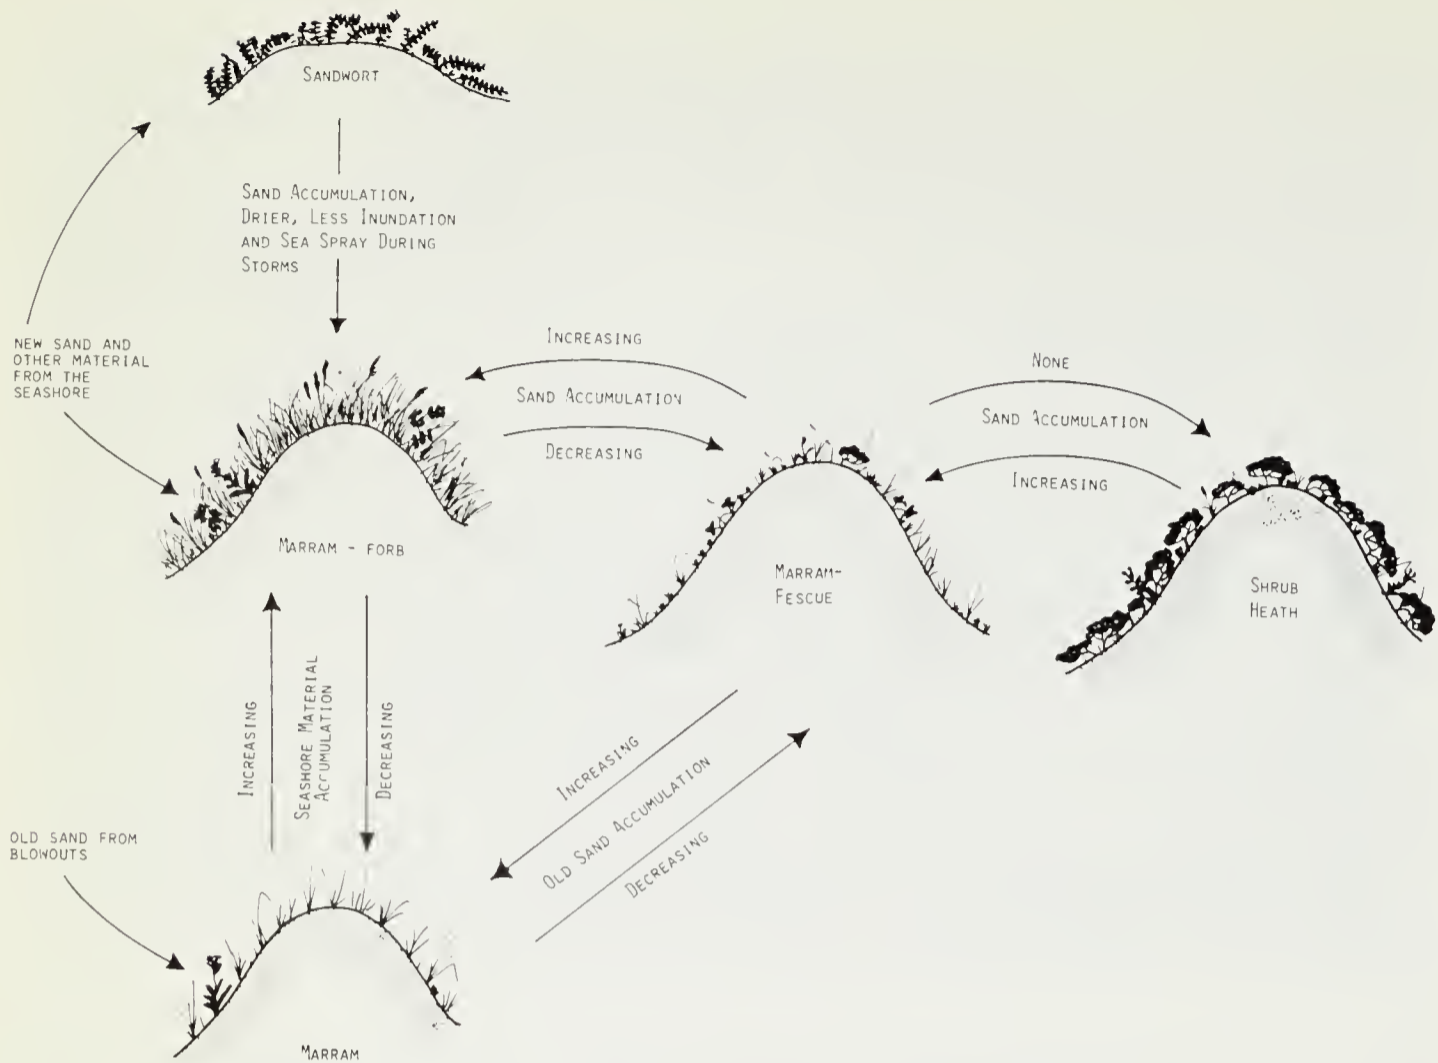 SANDWORT
SAND ACCUMULATION,
DRIER, LESS INUNDATION
AND SEA SPRAY DURING
STORMS
NEW SAND AND
OTHER MATERIAL
FROM THE
SEASHORE
INCREASING
SAND ACCUMULATION
DECREASING
NONE
SAND ACCUMULATION
INCREASING
MARRAM - FORB
MARRAM-
FESCUE
SHRUB
HEATH
INCREASING
SEASHORE MATERIAL
ACCUMULATION
DECREASING
INCREASING
OLD SAND ACCUMULATION
DECREASING
OLD SAND FROM
BLOWOUTS
MARRAM